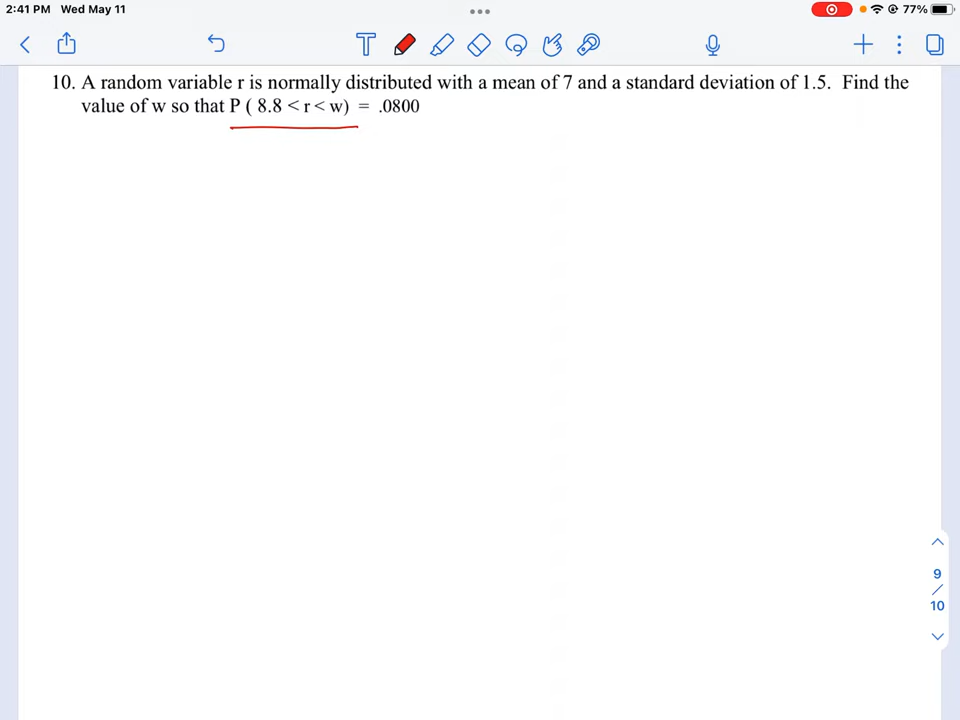 2:41 PM Wed May 11
77%
T
10. A random variable r is normally distributed with a mean of 7 and a standard deviation of 1.5. Find the
value of w so that P ( 8.8 < r < w) = .0800
9
/
10